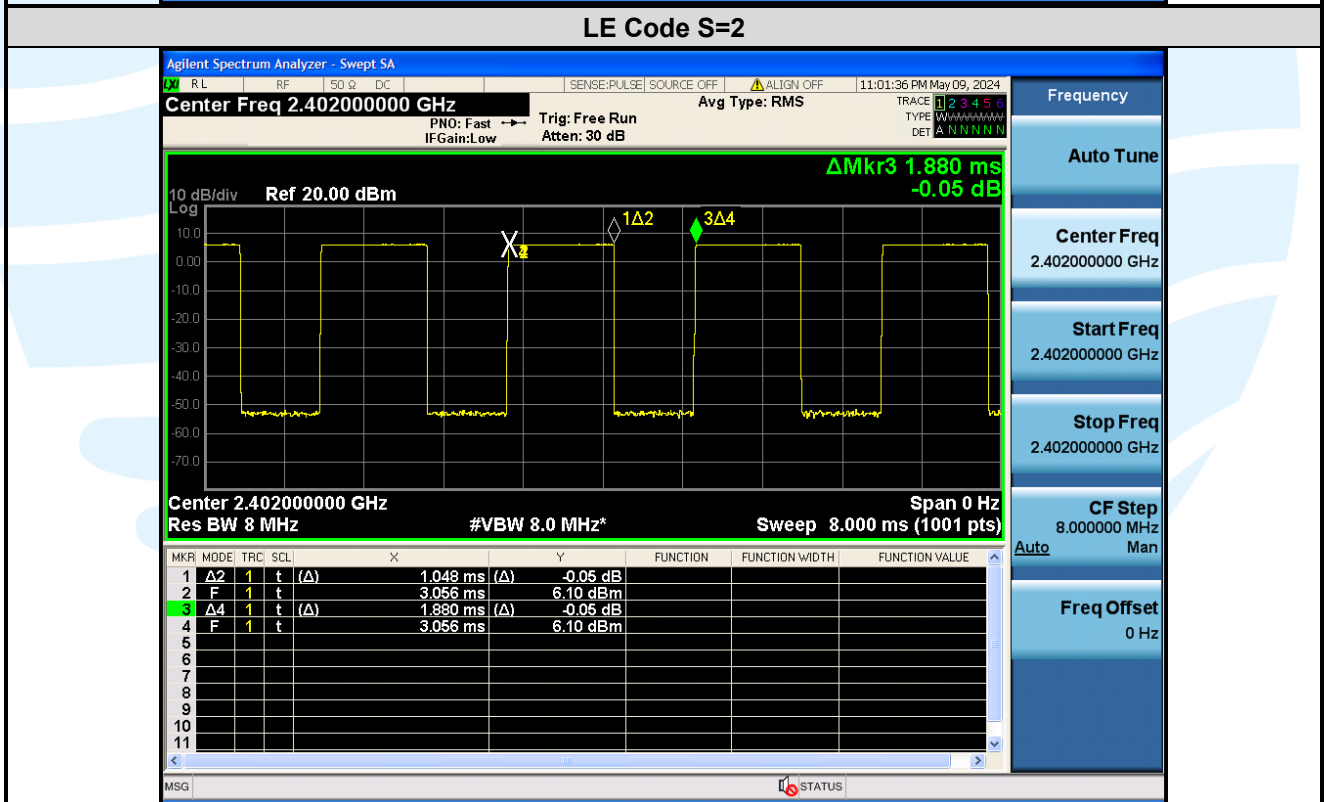 LE Code S=2
Agilent Spectrum Analyzer - Swept SA
LXI RL RF 50 Ω DC SENSE:PULSE SOURCE OFF ALIGN OFF 11:01:36 PM May 09, 2024
Center Freq 2.402000000 GHz
PNO: Fast
IFGain:Low
Trig: Free Run
Atten: 30 dB
Avg Type: RMS
TRACE 1 2 3 4 5 6
TYPE WWWWWW
DET A N N N N N
ΔMkr3 1.880 ms
-0.05 dB
10 dB/div Ref 20.00 dBm
Log
1Δ2
3Δ4
10.0
0.00
-10.0
-20.0
-30.0
-40.0
-50.0
-60.0
-70.0
Center 2.402000000 GHz Span 0 Hz
Res BW 8 MHz #VBW 8.0 MHz* Sweep 8.000 ms (1001 pts)
MKR MODE TRC SCL X Y FUNCTION FUNCTION WIDTH FUNCTION VALUE
1 Δ2 1 t (Δ) 1.048 ms (Δ) -0.05 dB
2 F 1 t 3.056 ms 6.10 dBm
3 Δ4 1 t (Δ) 1.880 ms (Δ) -0.05 dB
4 F 1 t 3.056 ms 6.10 dBm
5
6
7
8
9
10
11
MSG STATUS
Frequency
Auto Tune
Center Freq
2.402000000 GHz
Start Freq
2.402000000 GHz
Stop Freq
2.402000000 GHz
CF Step
8.000000 MHz
Auto Man
Freq Offset
0 Hz